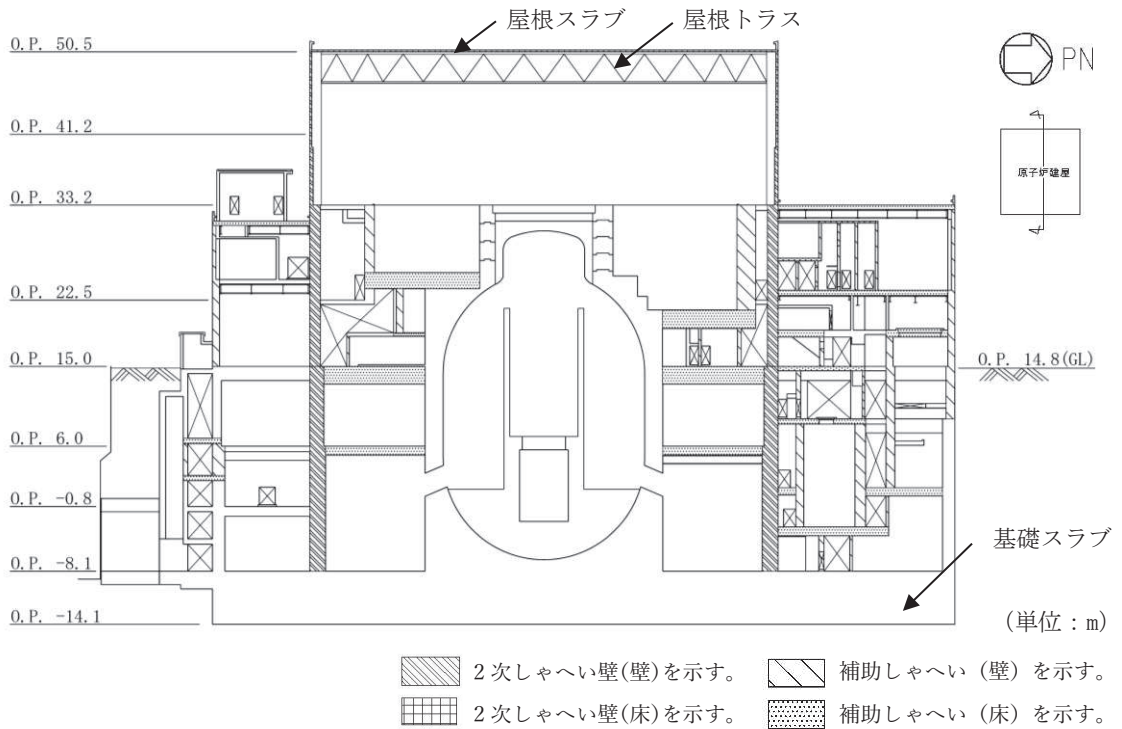 屋根スラブ
屋根トラス
O.P. 50.5
PN
O.P. 41.2
原子炉建屋
O.P. 33.2
O.P. 22.5
O.P. 15.0
O.P. 14.8(GL)
O.P. 6.0
O.P. -0.8
基礎スラブ
O.P. -8.1
O.P. -14.1
(単位：m)
2次しゃへい壁(壁)を示す。
補助しゃへい（壁）を示す。
2次しゃへい壁(床)を示す。
補助しゃへい（床）を示す。